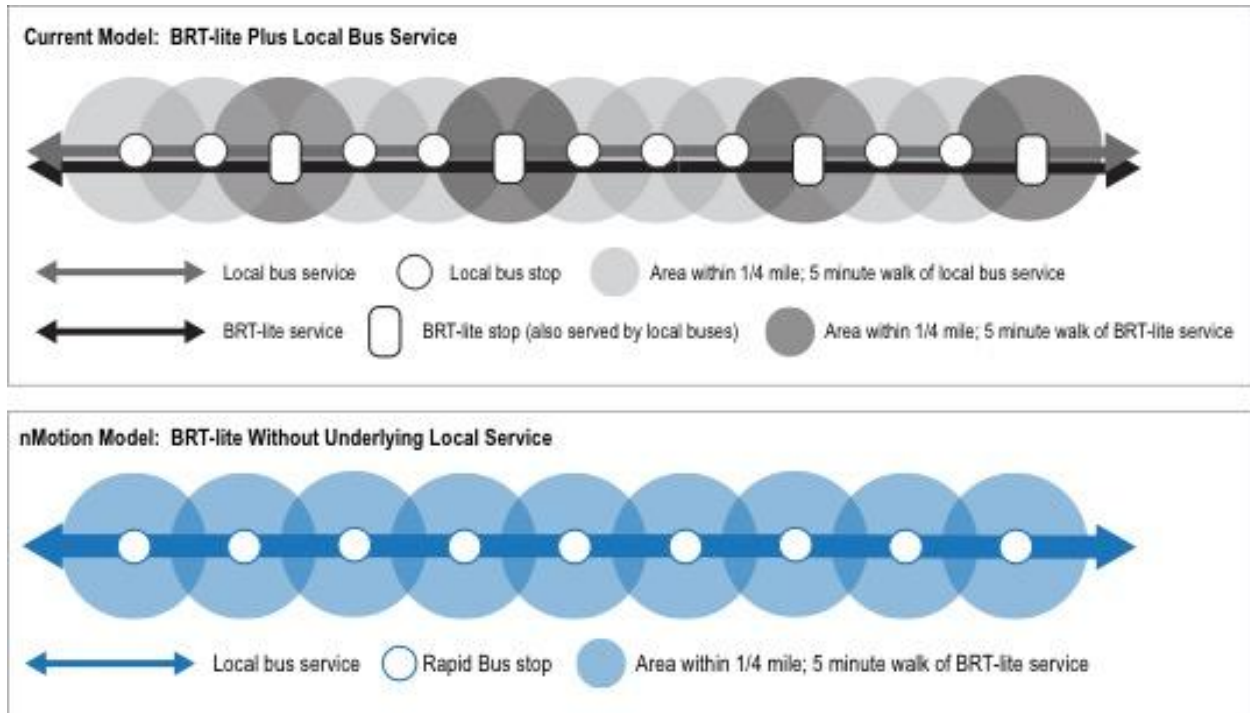 Current Model: BRT-lite Plus Local Bus Service
Local bus service
Local bus stop
Area within 1/4 mile; 5 minute walk of local bus service
BRT-lite service
BRT-lite stop (also served by local buses)
Area within 1/4 mile; 5 minute walk of BRT-lite service
nMotion Model: BRT-lite Without Underlying Local Service
Local bus service
Rapid Bus stop
Area within 1/4 mile; 5 minute walk of BRT-lite service